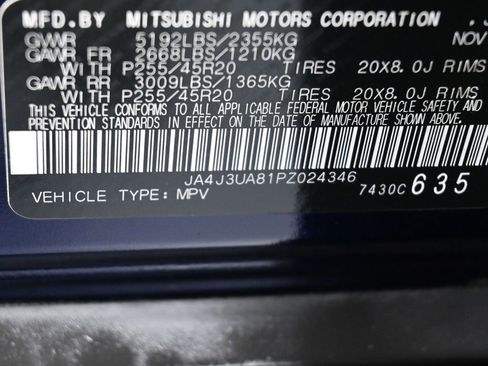 MFD.BY MITSUBISHI MOTORS CORPORATION
GVWR 5192LBS/2355KG NOV
GAWR FR 2668LBS/1210KG
WITH P255/45R20 TIRES 20X8.0J RIMS
GAWR RR 3009LBS/1365KG
WITH P255/45R20 TIRES 20X8.0J RIMS
THIS VEHICLE CONFORMS TO ALL APPLICABLE FEDERAL MOTOR VEHICLE SAFETY AND
PREVENTION STANDARDS IN EFFECT ON THE DATE OF MANUFACTURE SHOWN ABOVE.
JA4J3UA81PZ024346
7430C 635
VEHICLE TYPE: MPV